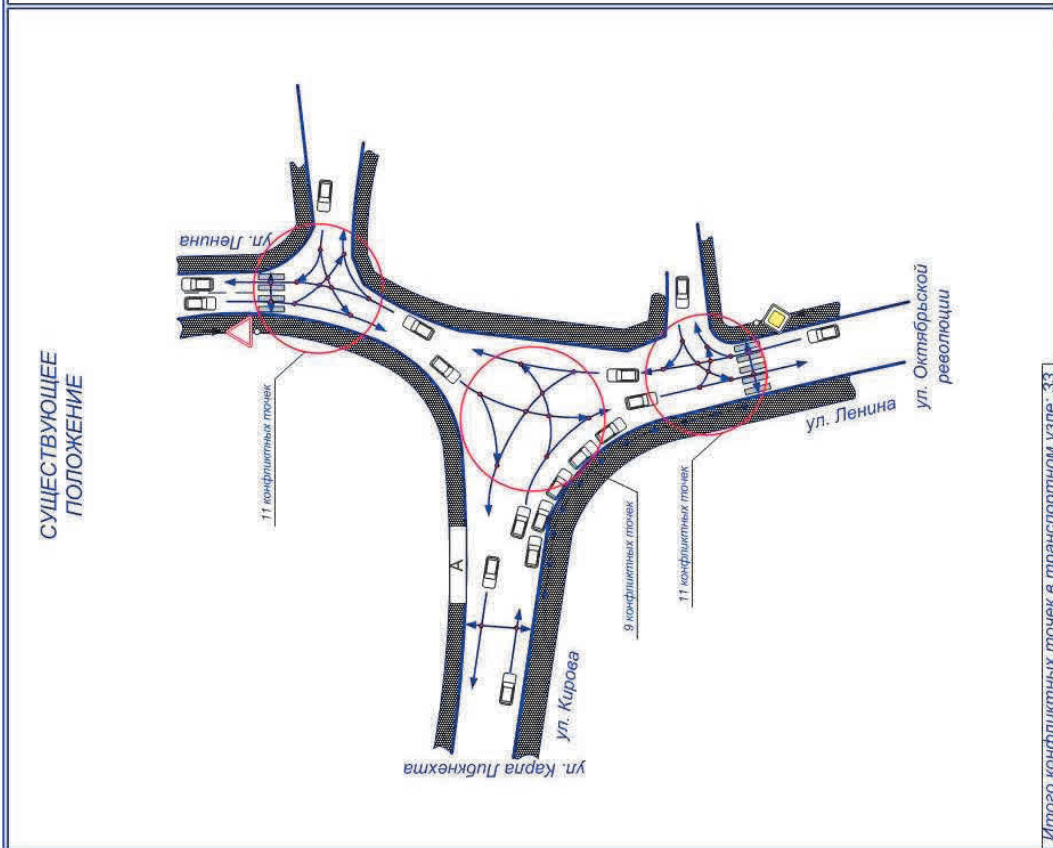 СУЩЕСТВУЮЩЕЕ
ПОЛОЖЕНИЕ
ул. Ленина
11 конфликтных точек
А
9 конфликтных точек
11 конфликтных точек
ул. Ленина
ул. Октябрьской
революции
ул. Кирова
ул. Карла Либкнехта
Итого конфликтных точек в транспортном узле: 33